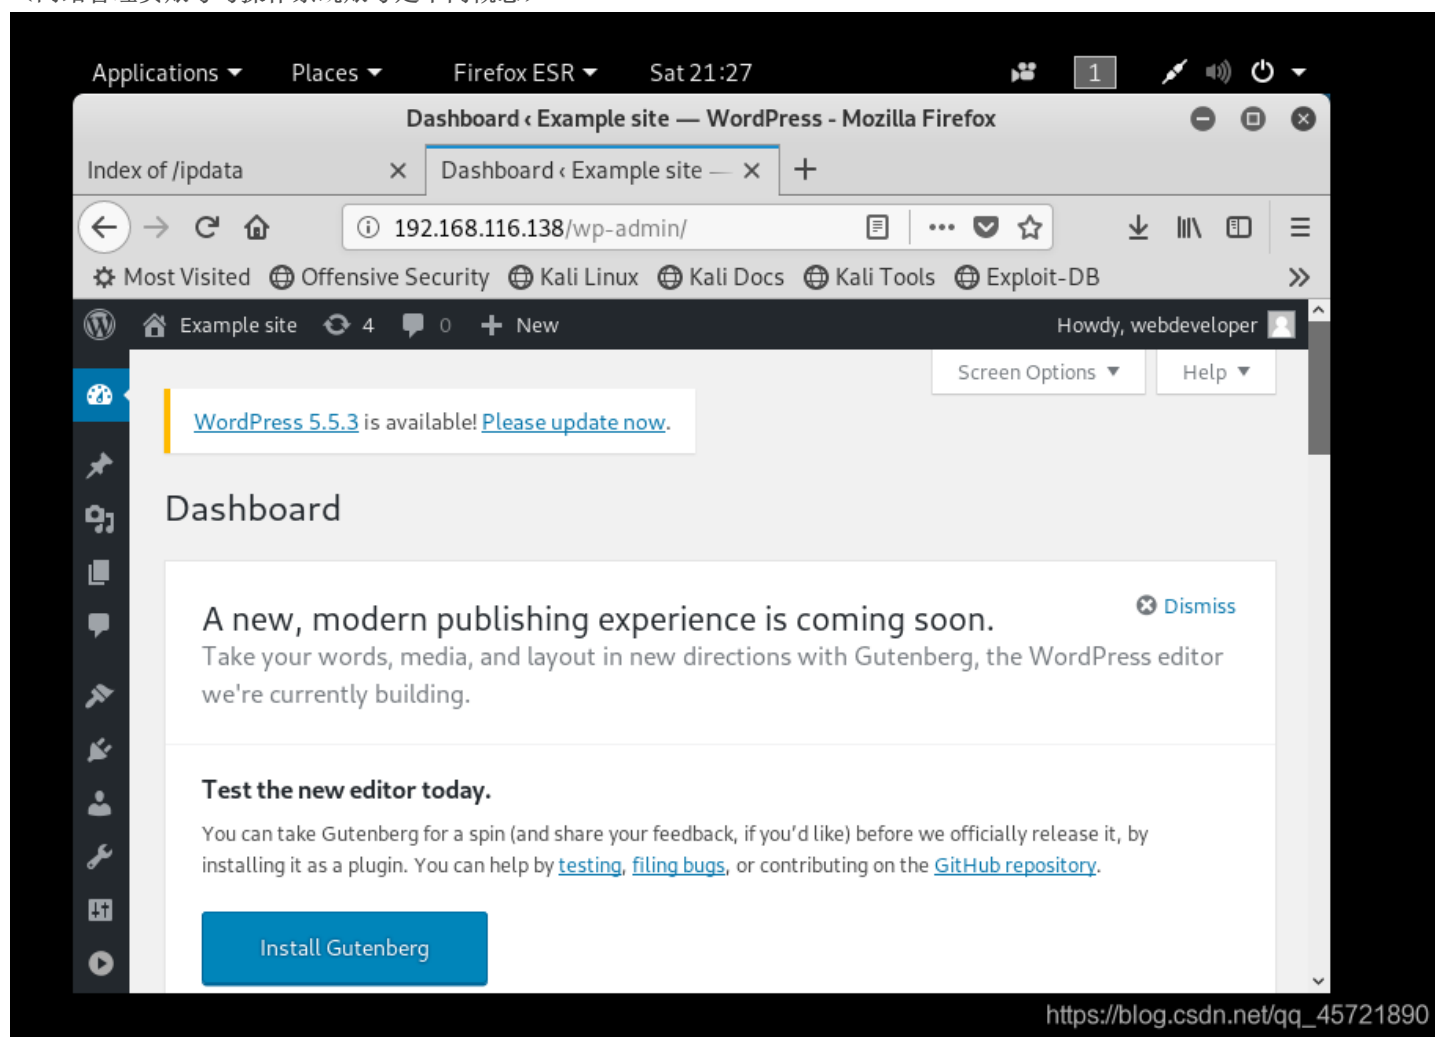 Applications Places Firefox ESR Sat 21:27 1
Dashboard ‹ Example site — WordPress - Mozilla Firefox
Index of /ipdata Dashboard ‹ Example site —
192.168.116.138/wp-admin/
Most Visited Offensive Security Kali Linux Kali Docs Kali Tools Exploit-DB
Example site 4 0 New Howdy, webdeveloper
Screen Options Help
WordPress 5.5.3 is available! Please update now.
Dashboard
A new, modern publishing experience is coming soon.
Dismiss
Take your words, media, and layout in new directions with Gutenberg, the WordPress editor
we're currently building.
Test the new editor today.
You can take Gutenberg for a spin (and share your feedback, if you'd like) before we officially release it, by
installing it as a plugin. You can help by testing, filing bugs, or contributing on the GitHub repository.
Install Gutenberg
https://blog.csdn.net/qq_45721890